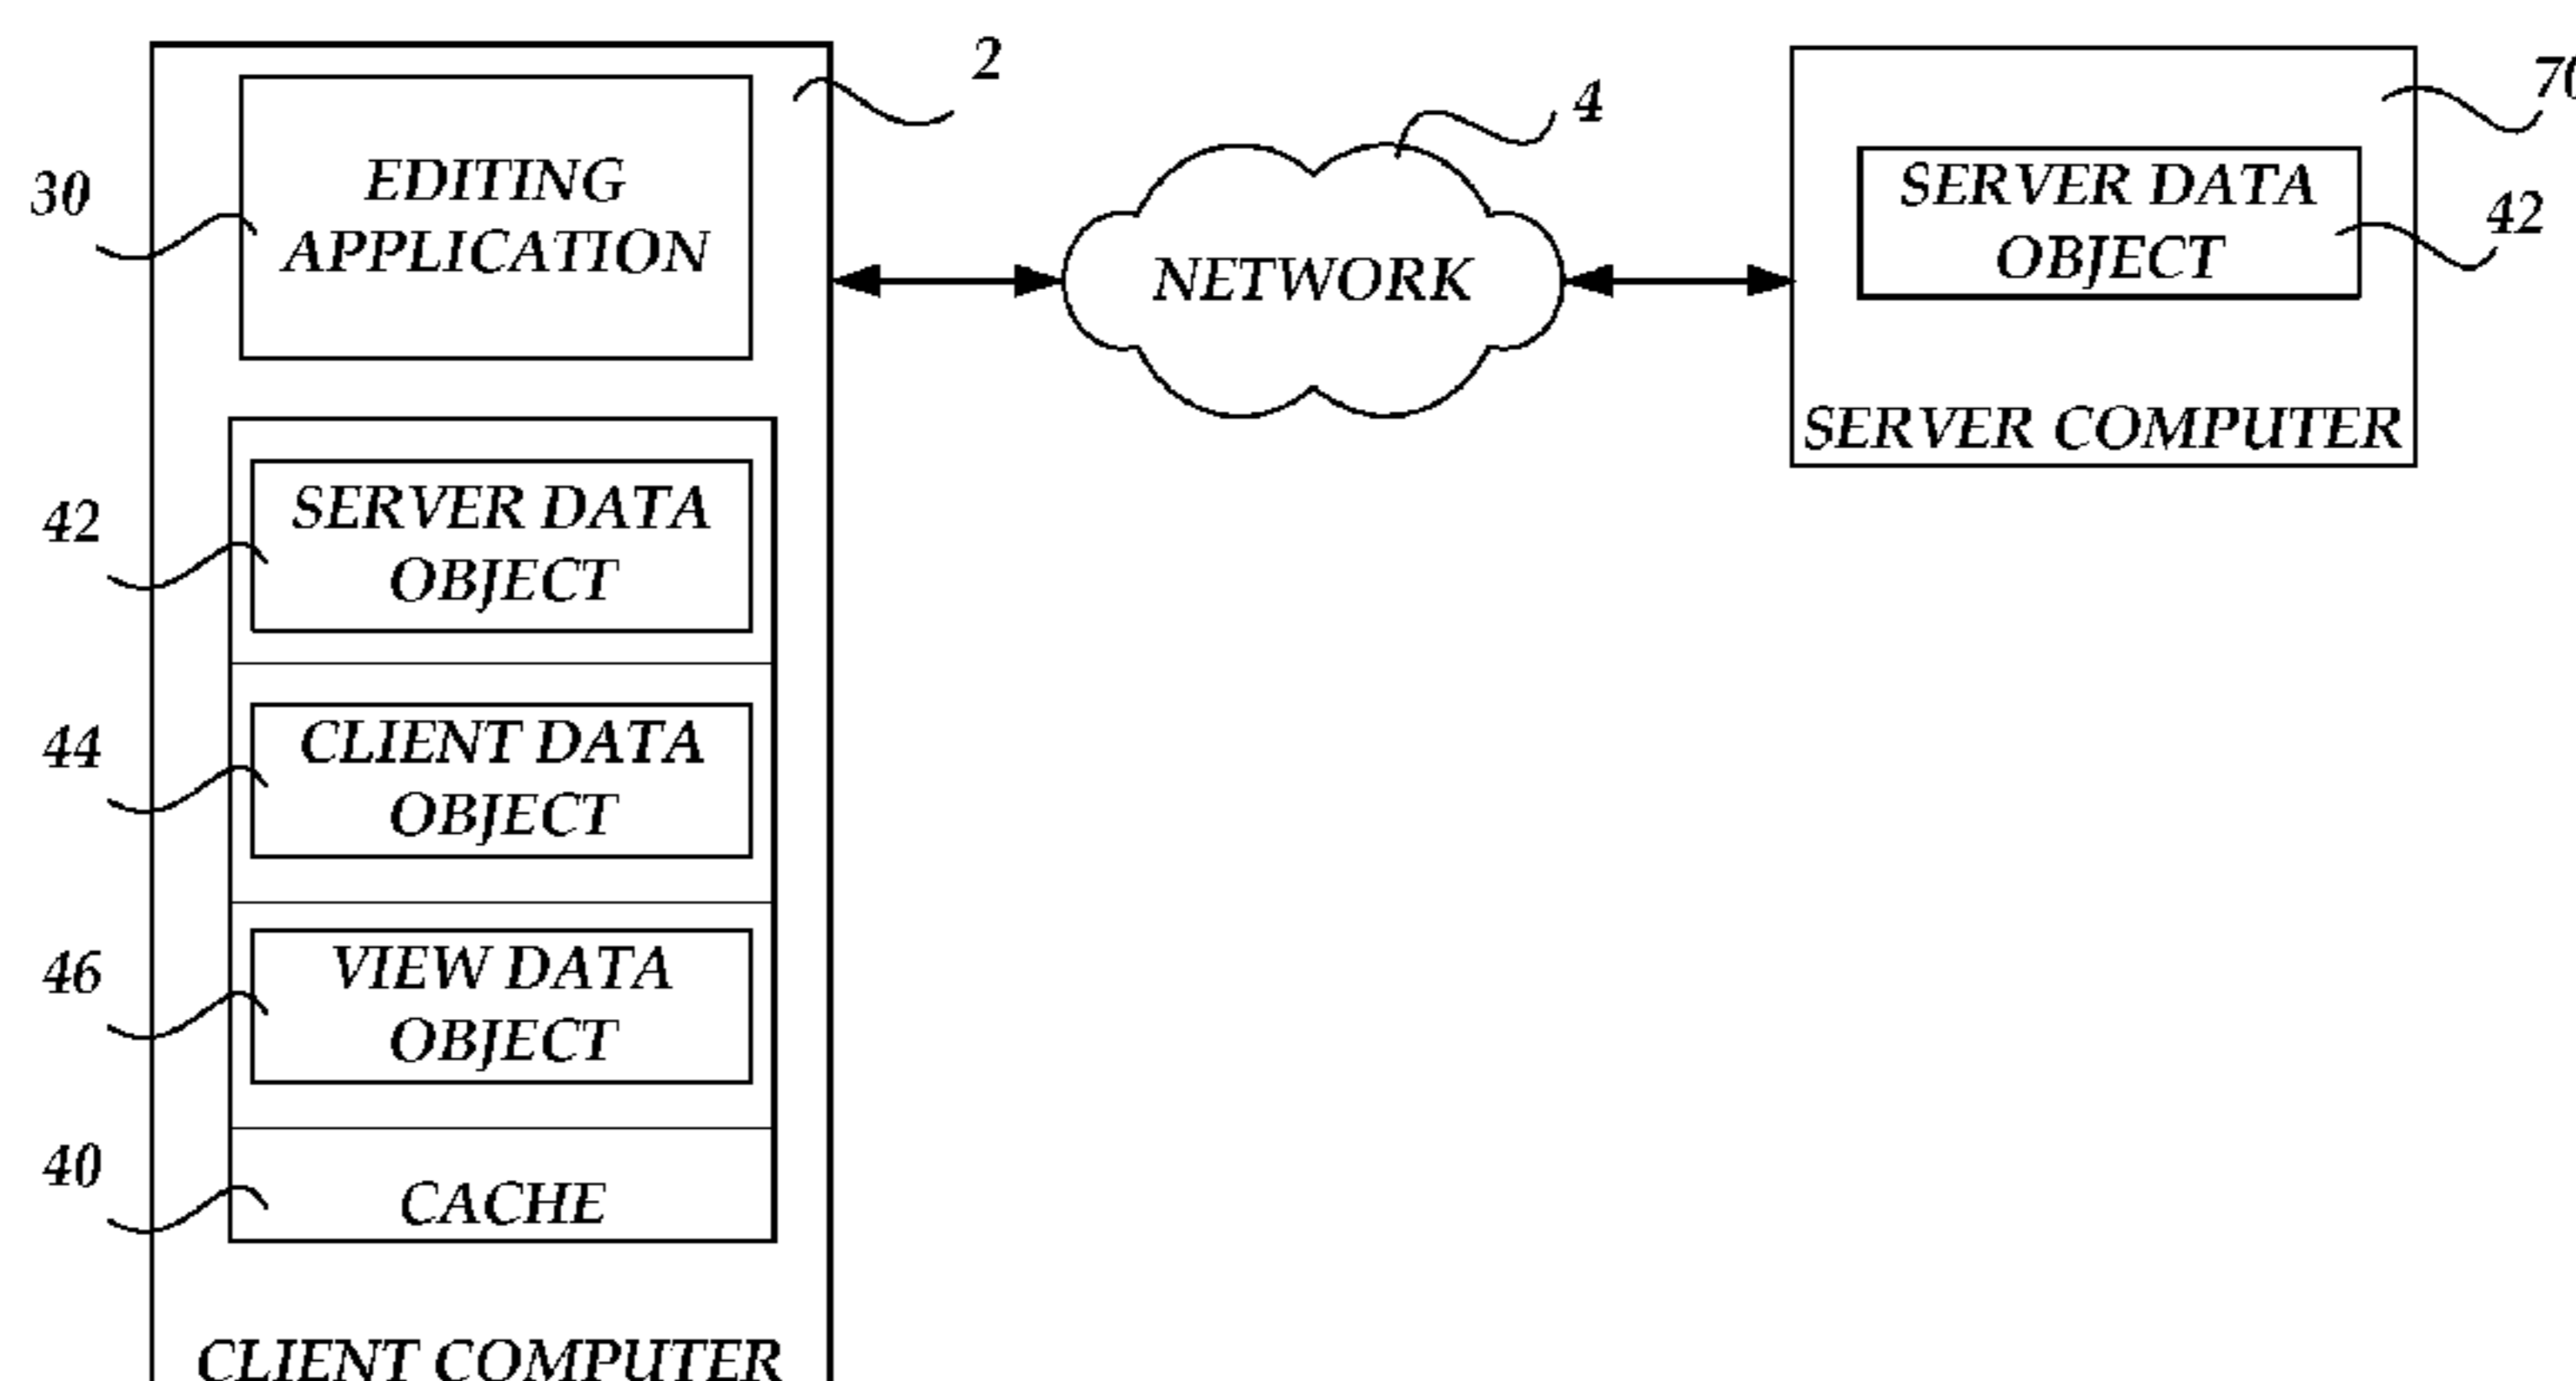 2
30
EDITING
APPLICATION
42
SERVER DATA
OBJECT
44
CLIENT DATA
OBJECT
46
VIEW DATA
OBJECT
40
CACHE
CLIENT COMPUTER
4
NETWORK
70
SERVER DATA
OBJECT
42
SERVER COMPUTER